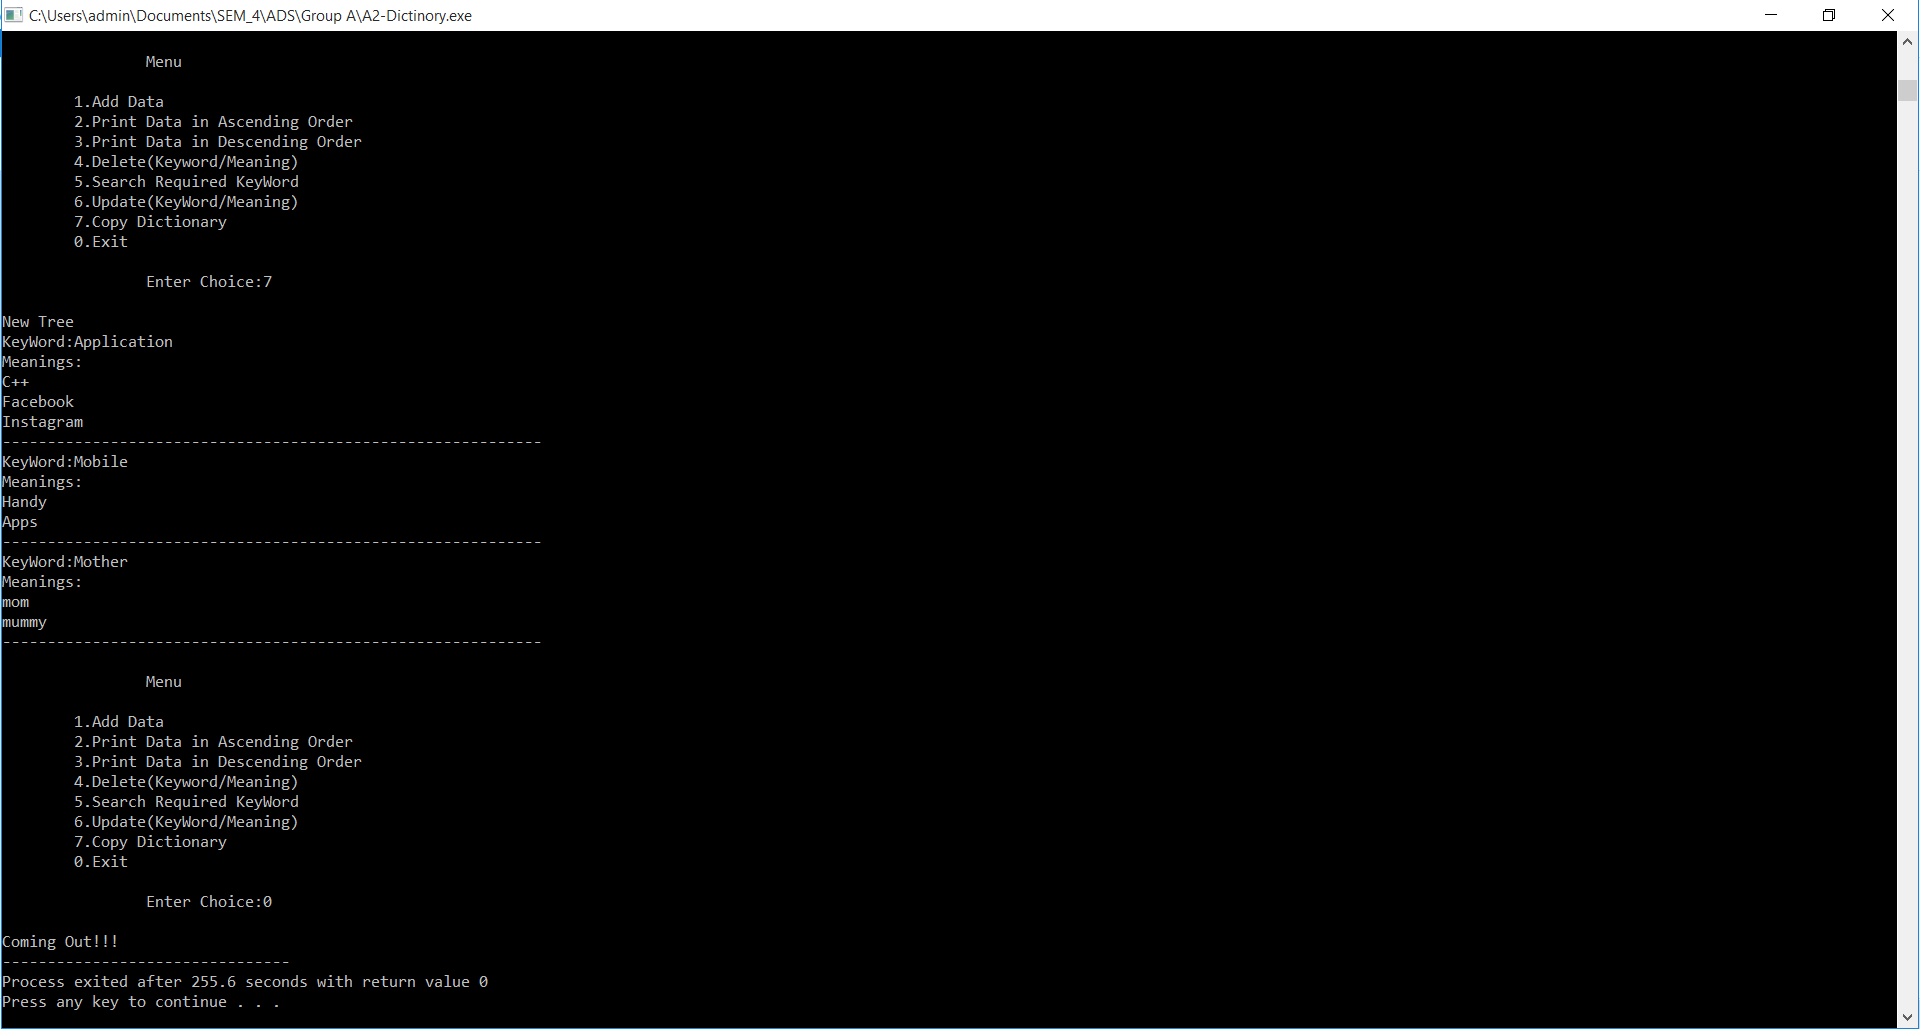 C:\Users\admin\Documents\SEM_4\ADS\Group A\A2-Dictinory.exe
Menu
1.Add Data
2.Print Data in Ascending Order
3.Print Data in Descending Order
4.Delete(Keyword/Meaning)
5.Search Required KeyWord
6.Update(KeyWord/Meaning)
7.Copy Dictionary
0.Exit
Enter Choice:7
New Tree
KeyWord:Application
Meanings:
C++
Facebook
Instagram
------------------------------------------------------------
KeyWord:Mobile
Meanings:
Handy
Apps
------------------------------------------------------------
KeyWord:Mother
Meanings:
mom
mummy
------------------------------------------------------------
Menu
1.Add Data
2.Print Data in Ascending Order
3.Print Data in Descending Order
4.Delete(Keyword/Meaning)
5.Search Required KeyWord
6.Update(KeyWord/Meaning)
7.Copy Dictionary
0.Exit
Enter Choice:0
Coming Out!!!
--------------------------------
Process exited after 255.6 seconds with return value 0
Press any key to continue . . .